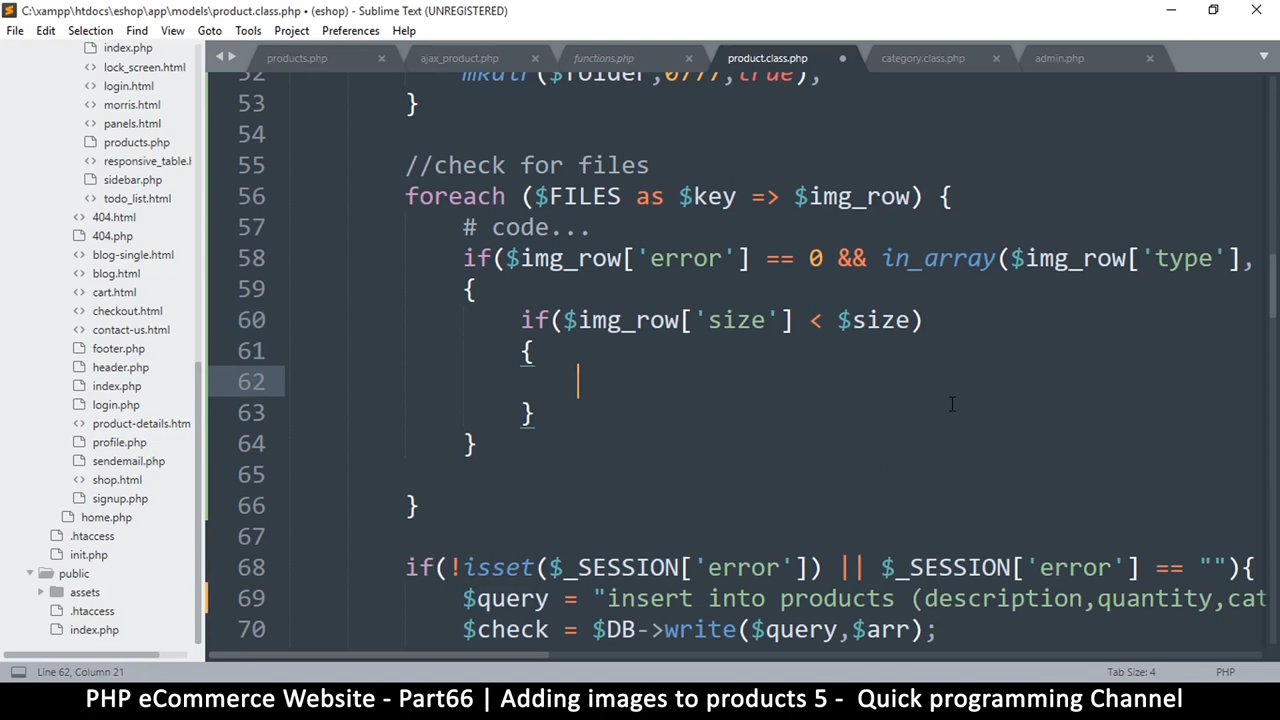 C:\xampp\htdocs\eshop\app\models\product.class.php • (eshop) - Sublime Text (UNREGISTERED)
File Edit Selection Find View Goto Tools Project Preferences Help
products.php ajax_product.php functions.php product.class.php category.class.php admin.php
index.php
lock_screen.html
login.html
morris.html
panels.html
products.php
responsive_table.h
sidebar.php
todo_list.html
404.html
404.php
blog-single.html
blog.html
cart.html
checkout.html
contact-us.html
footer.php
header.php
index.php
login.php
product-details.htm
profile.php
sendemail.php
shop.html
signup.php
home.php
.htaccess
init.php
public
assets
.htaccess
index.php
52 mkdir($folder,0777,true);
53 }
54
55 //check for files
56 foreach ($FILES as $key => $img_row) {
57 # code...
58 if($img_row['error'] == 0 && in_array($img_row['type'],
59 {
60 if($img_row['size'] < $size)
61 {
62
63 }
64 }
65
66 }
67
68 if(!isset($_SESSION['error']) || $_SESSION['error'] == ""){
69 $query = "insert into products (description,quantity,cat
70 $check = $DB->write($query,$arr);
Line 62, Column 21 Tab Size: 4 PHP
PHP eCommerce Website - Part66 | Adding images to products 5 - Quick programming Channel